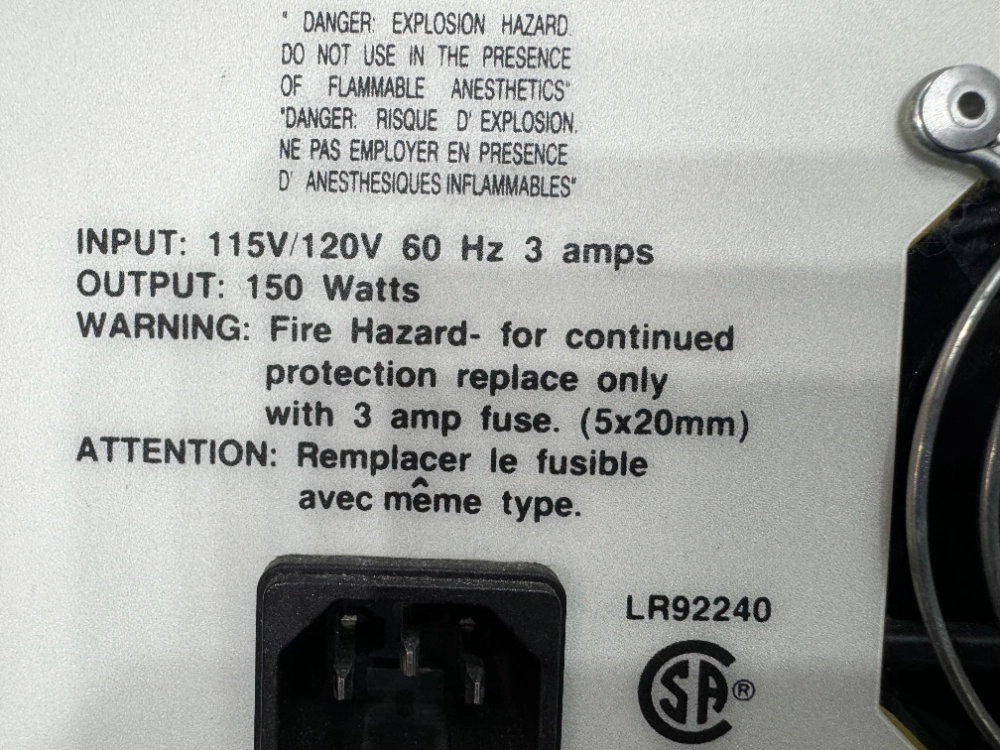 " DANGER: EXPLOSION HAZARD.
DO NOT USE IN THE PRESENCE
OF FLAMMABLE ANESTHETICS"
"DANGER: RISQUE D' EXPLOSION.
NE PAS EMPLOYER EN PRESENCE
D' ANESTHESIQUES INFLAMMABLES"
INPUT: 115V/120V 60 Hz 3 amps
OUTPUT: 150 Watts
WARNING: Fire Hazard- for continued
protection replace only
with 3 amp fuse. (5x20mm)
ATTENTION: Remplacer le fusible
avec même type.
LR92240
SA®